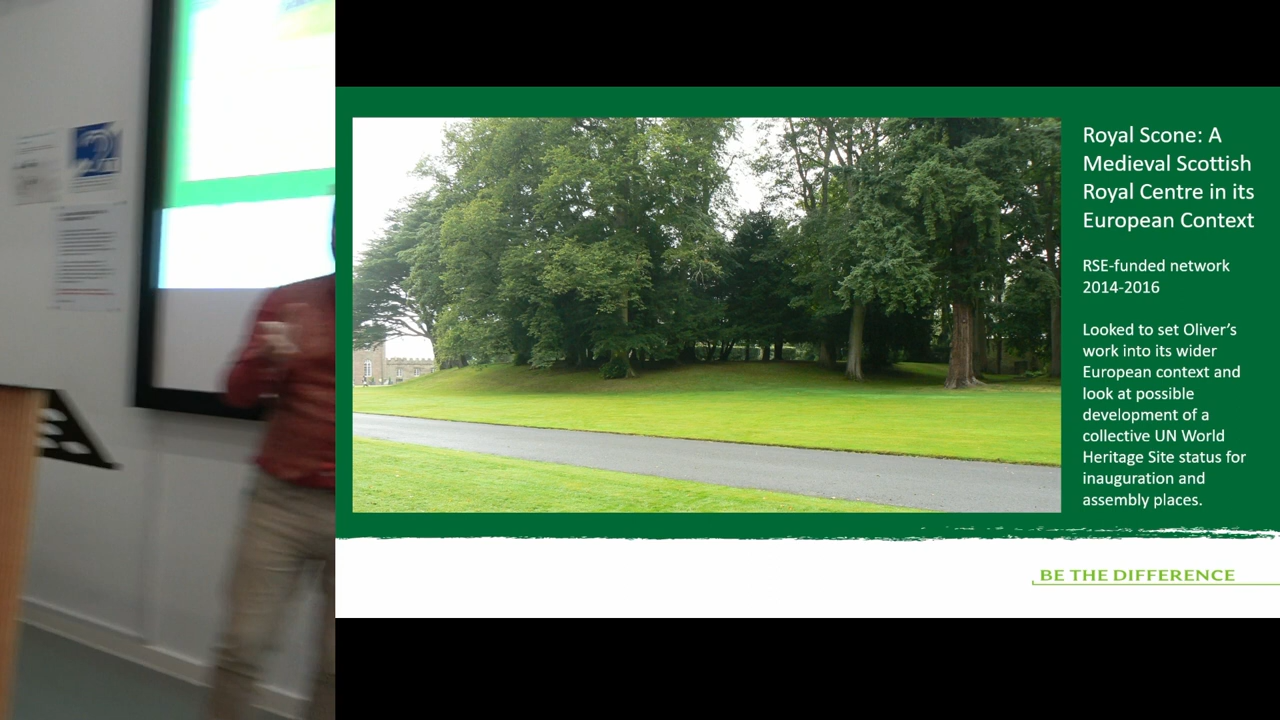 Royal Scone: A
Medieval Scottish
Royal Centre in its
European Context
RSE-funded network
2014-2016
Looked to set Oliver’s
work into its wider
European context and
look at possible
development of a
collective UN World
Heritage Site status for
inauguration and
assembly places.
BE THE DIFFERENCE